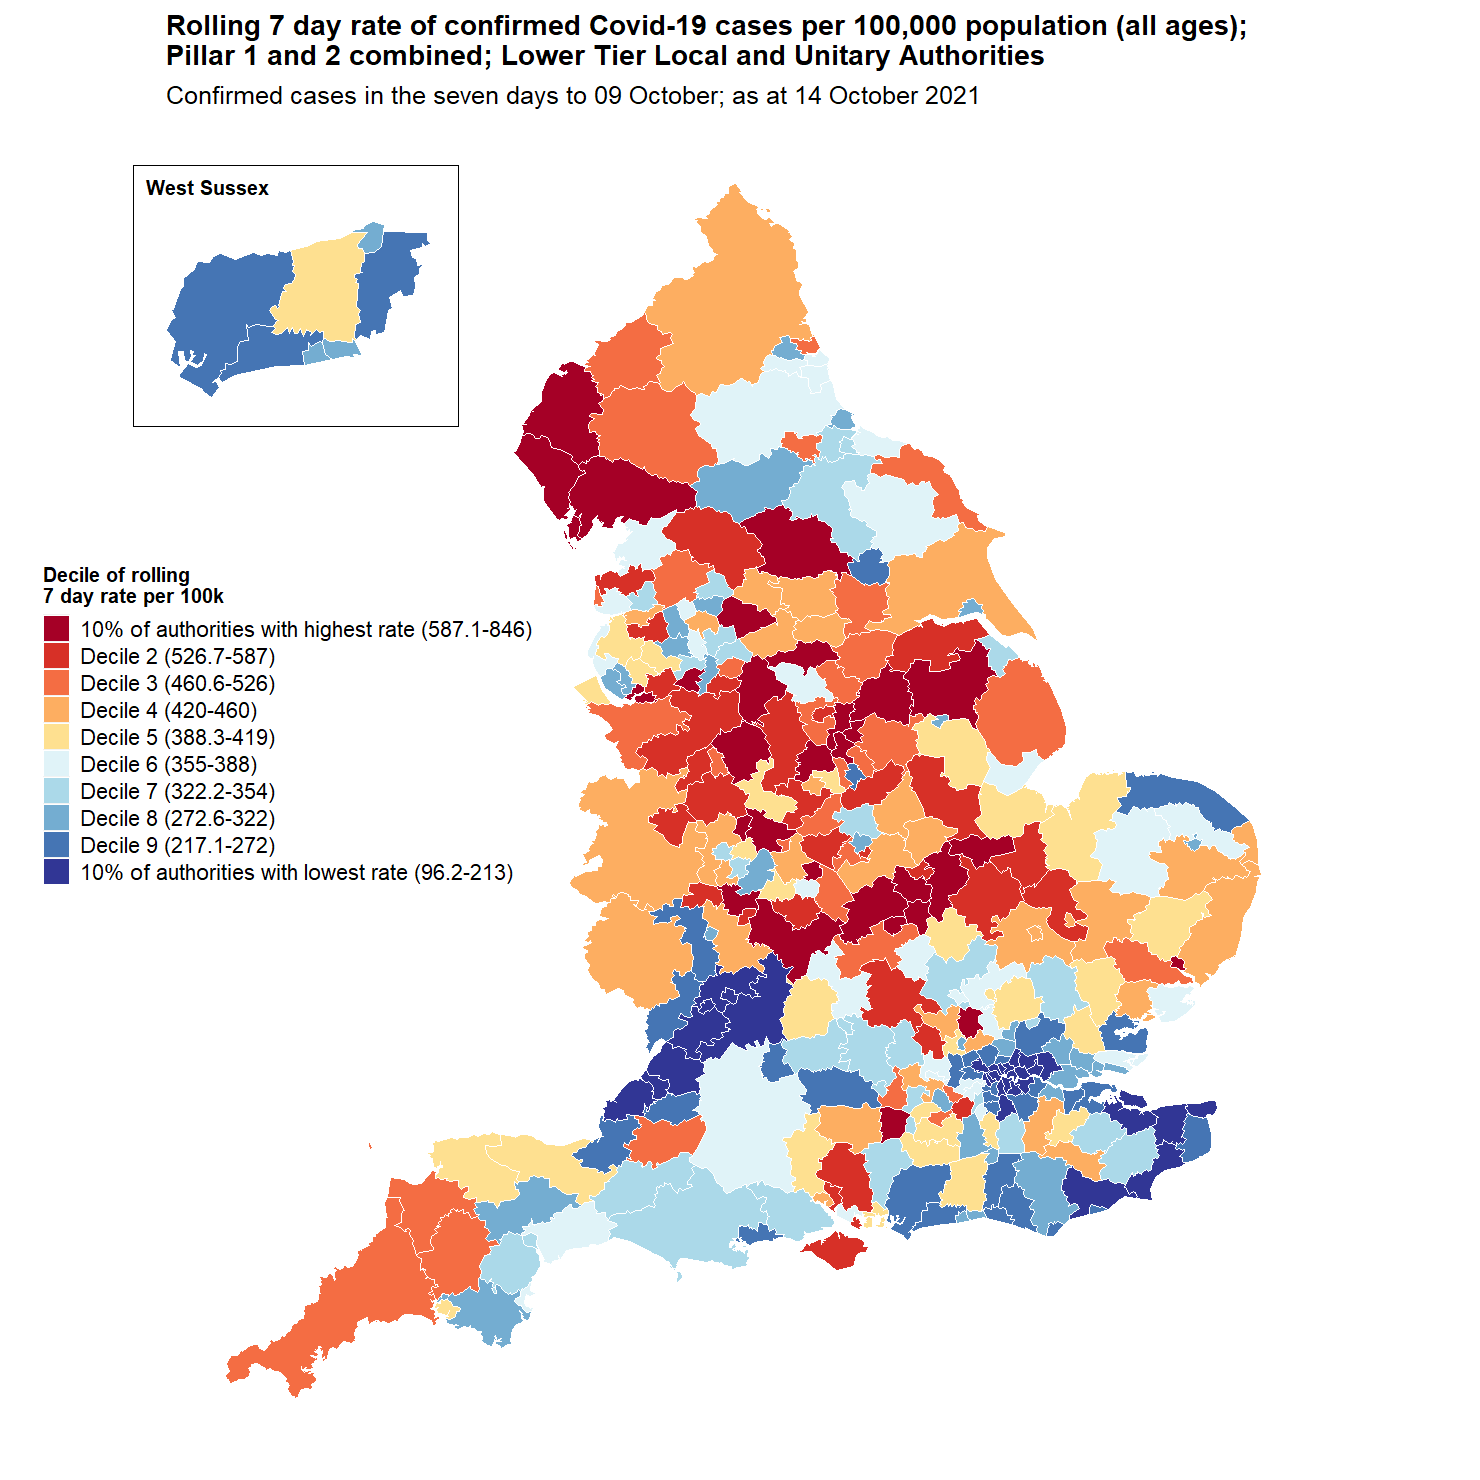 Rolling 7 day rate of confirmed Covid-19 cases per 100,000 population (all ages);
Pillar 1 and 2 combined; Lower Tier Local and Unitary Authorities
Confirmed cases in the seven days to 09 October; as at 14 October 2021
West Sussex
Decile of rolling
7 day rate per 100k
10% of authorities with highest rate (587.1-846)
Decile 2 (526.7-587)
Decile 3 (460.6-526)
Decile 4 (420-460)
Decile 5 (388.3-419)
Decile 6 (355-388)
Decile 7 (322.2-354)
Decile 8 (272.6-322)
Decile 9 (217.1-272)
10% of authorities with lowest rate (96.2-213)